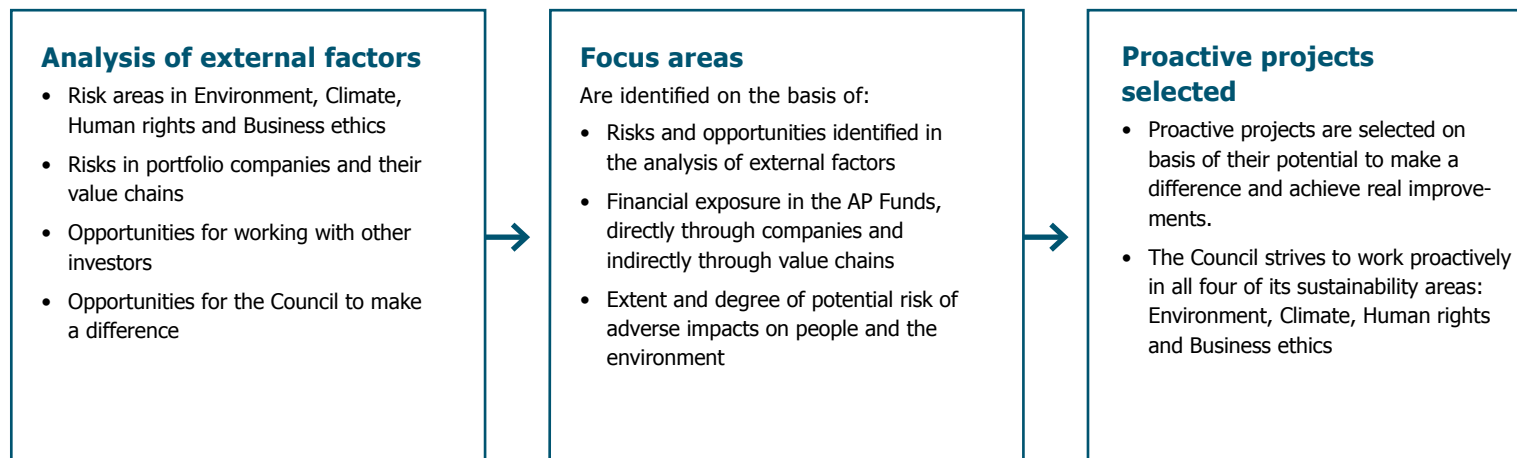 Analysis of external factors
• Risk areas in Environment, Climate,
Human rights and Business ethics
• Risks in portfolio companies and their
value chains
• Opportunities for working with other
investors
• Opportunities for the Council to make
a difference
Focus areas
Are identified on the basis of:
• Risks and opportunities identified in
the analysis of external factors
• Financial exposure in the AP Funds,
directly through companies and
indirectly through value chains
• Extent and degree of potential risk of
adverse impacts on people and the
environment
Proactive projects
selected
• Proactive projects are selected on
basis of their potential to make a
difference and achieve real improve-
ments.
• The Council strives to work proactively
in all four of its sustainability areas:
Environment, Climate, Human rights
and Business ethics